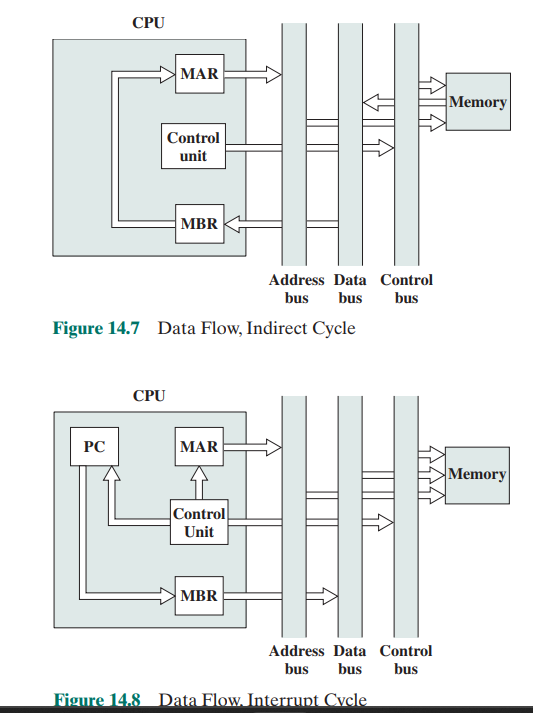 CPU
MAR
Memory
Control
unit
MBR
Address Data Control
bus bus bus
Figure 14.7 Data Flow, Indirect Cycle
CPU
PC
MAR
Memory
Control
Unit
MBR
Address Data Control
bus bus bus
Figure 14.8 Data Flow, Interrupt Cycle